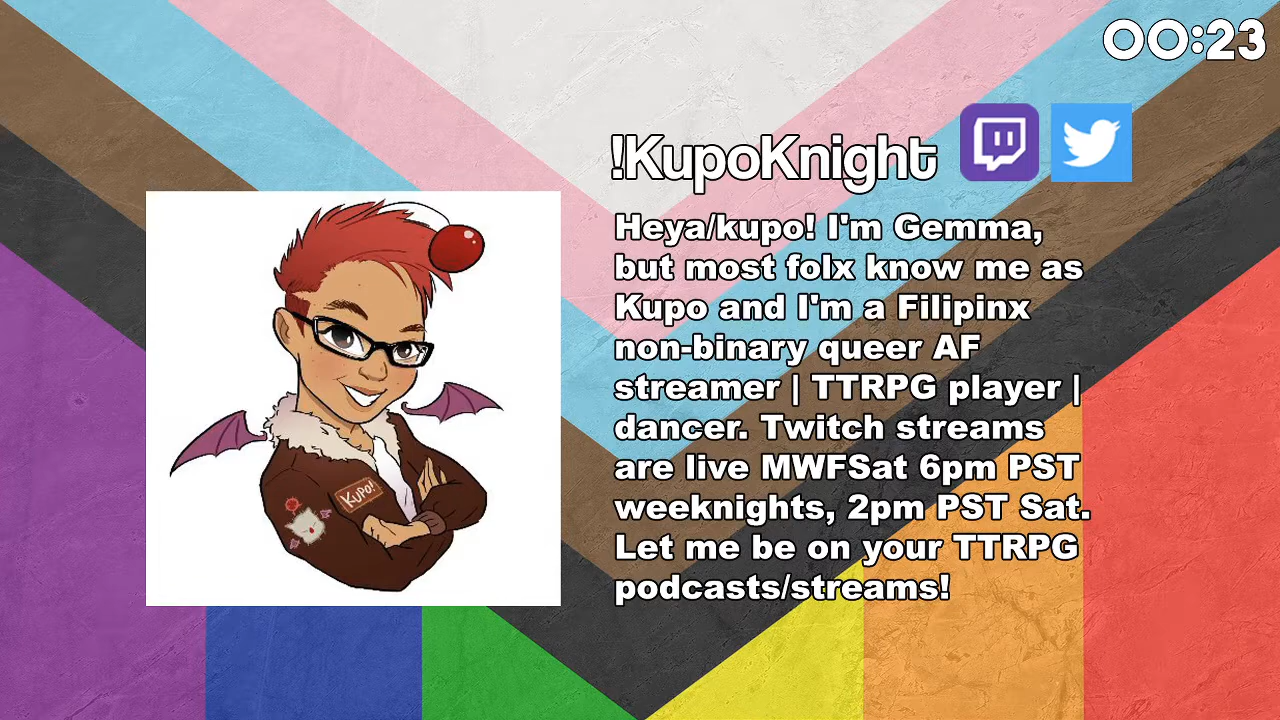 00:23
!KupoKnight
Heya/kupo! I'm Gemma,
but most folx know me as
Kupo and I'm a Filipinx
non-binary queer AF
streamer | TTRPG player |
dancer. Twitch streams
are live MWFSat 6pm PST
weeknights, 2pm PST Sat.
Let me be on your TTRPG
podcasts/streams!
Kupo!